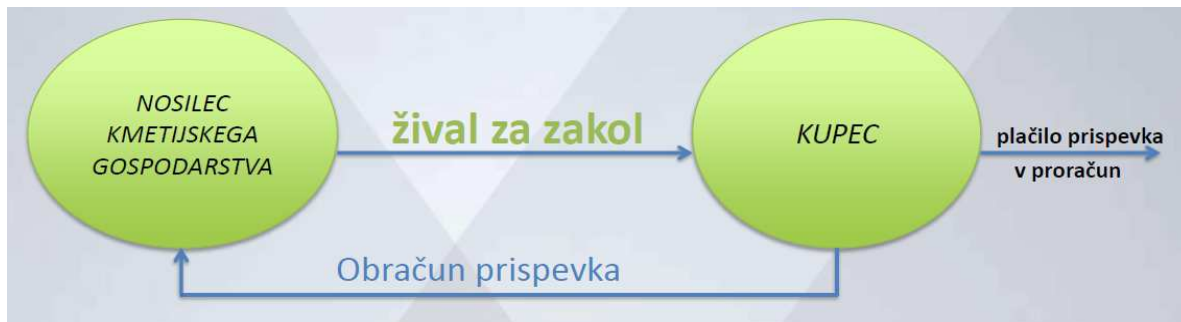 NOSILEC
KMETIJSKEGA
GOSPODARSTVA
žival za zakol
KUPEC
plačilo prispevka
v proračun
Obračun prispevka